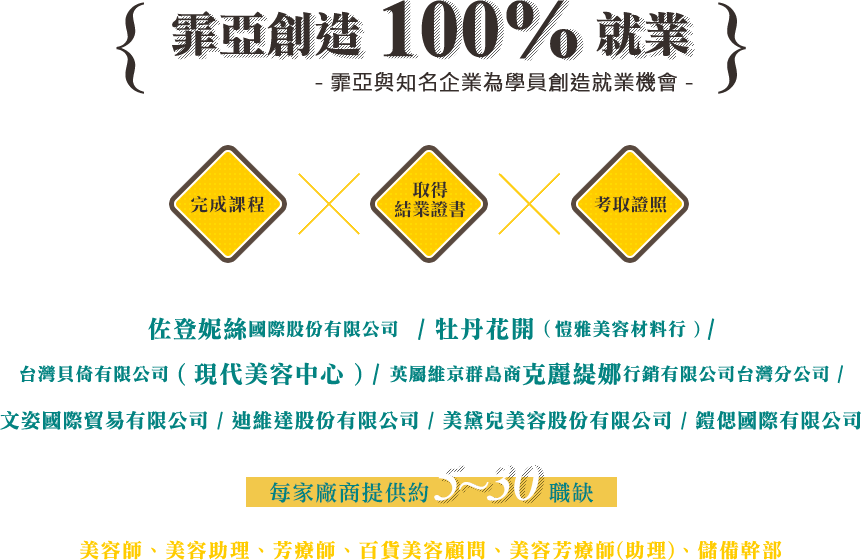 { 霏亞創造 100% 就業 }
- 霏亞與知名企業為學員創造就業機會 -
完成課程
取得
結業證書
考取證照
佐登妮絲國際股份有限公司 / 牡丹花開 ( 愷雅美容材料行 ) /
台灣貝倚有限公司 ( 現代美容中心 ) / 英屬維京群島商克麗緹娜行銷有限公司台灣分公司 /
文姿國際貿易有限公司 / 迪維達股份有限公司 / 美黛兒美容股份有限公司 / 鎧偲國際有限公司
每家廠商提供約 5~30 職缺
美容師、美容助理、芳療師、百貨美容顧問、美容芳療師(助理)、儲備幹部